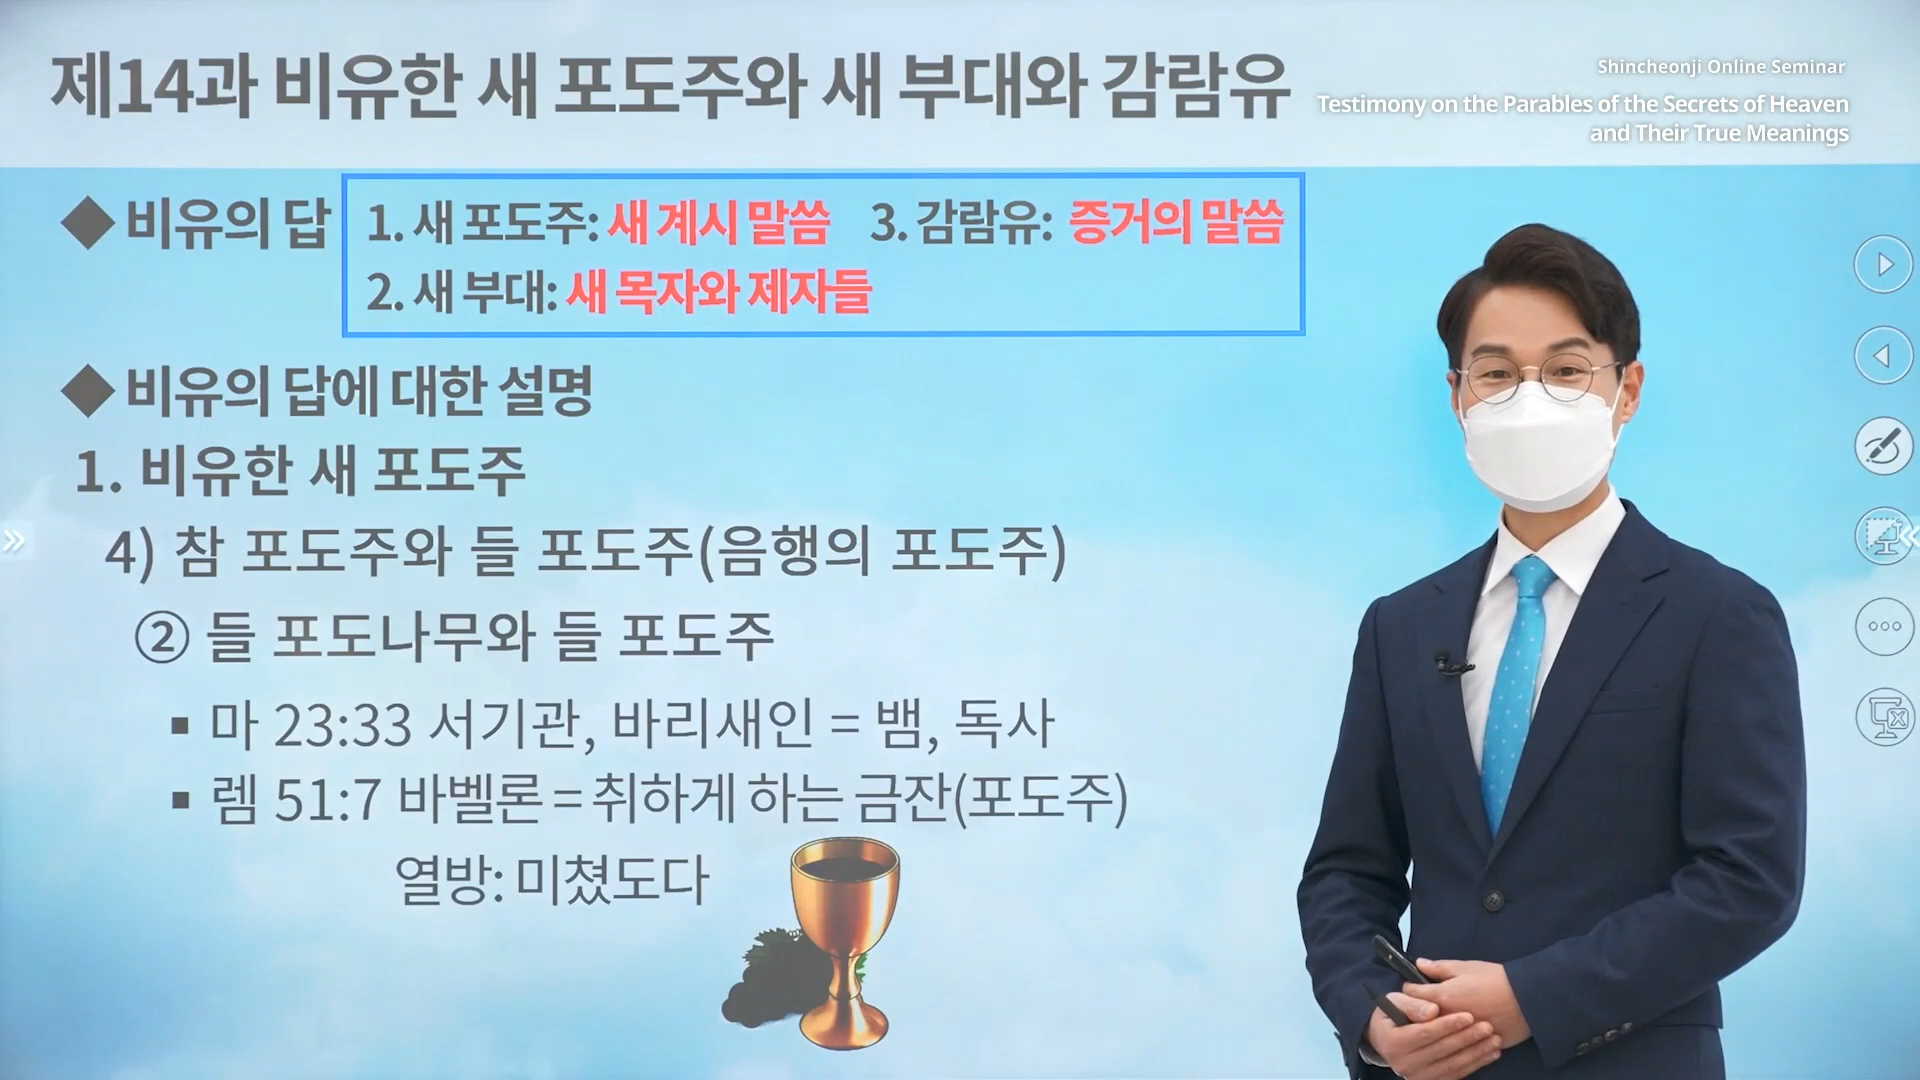 제14과 비유한 새 포도주와 새 부대와 감람유
Shincheonji Online Seminar
Testimony on the Parables of the Secrets of Heaven
and Their True Meanings
◆ 비유의 답
1. 새 포도주: 새 계시 말씀 3. 감람유: 증거의 말씀
2. 새 부대: 새 목자와 제자들
◆ 비유의 답에 대한 설명
1. 비유한 새 포도주
4) 참 포도주와 들 포도주(음행의 포도주)
② 들 포도나무와 들 포도주
▪ 마 23:33 서기관, 바리새인 = 뱀, 독사
▪ 렘 51:7 바벨론 = 취하게 하는 금잔(포도주)
열방: 미쳤도다